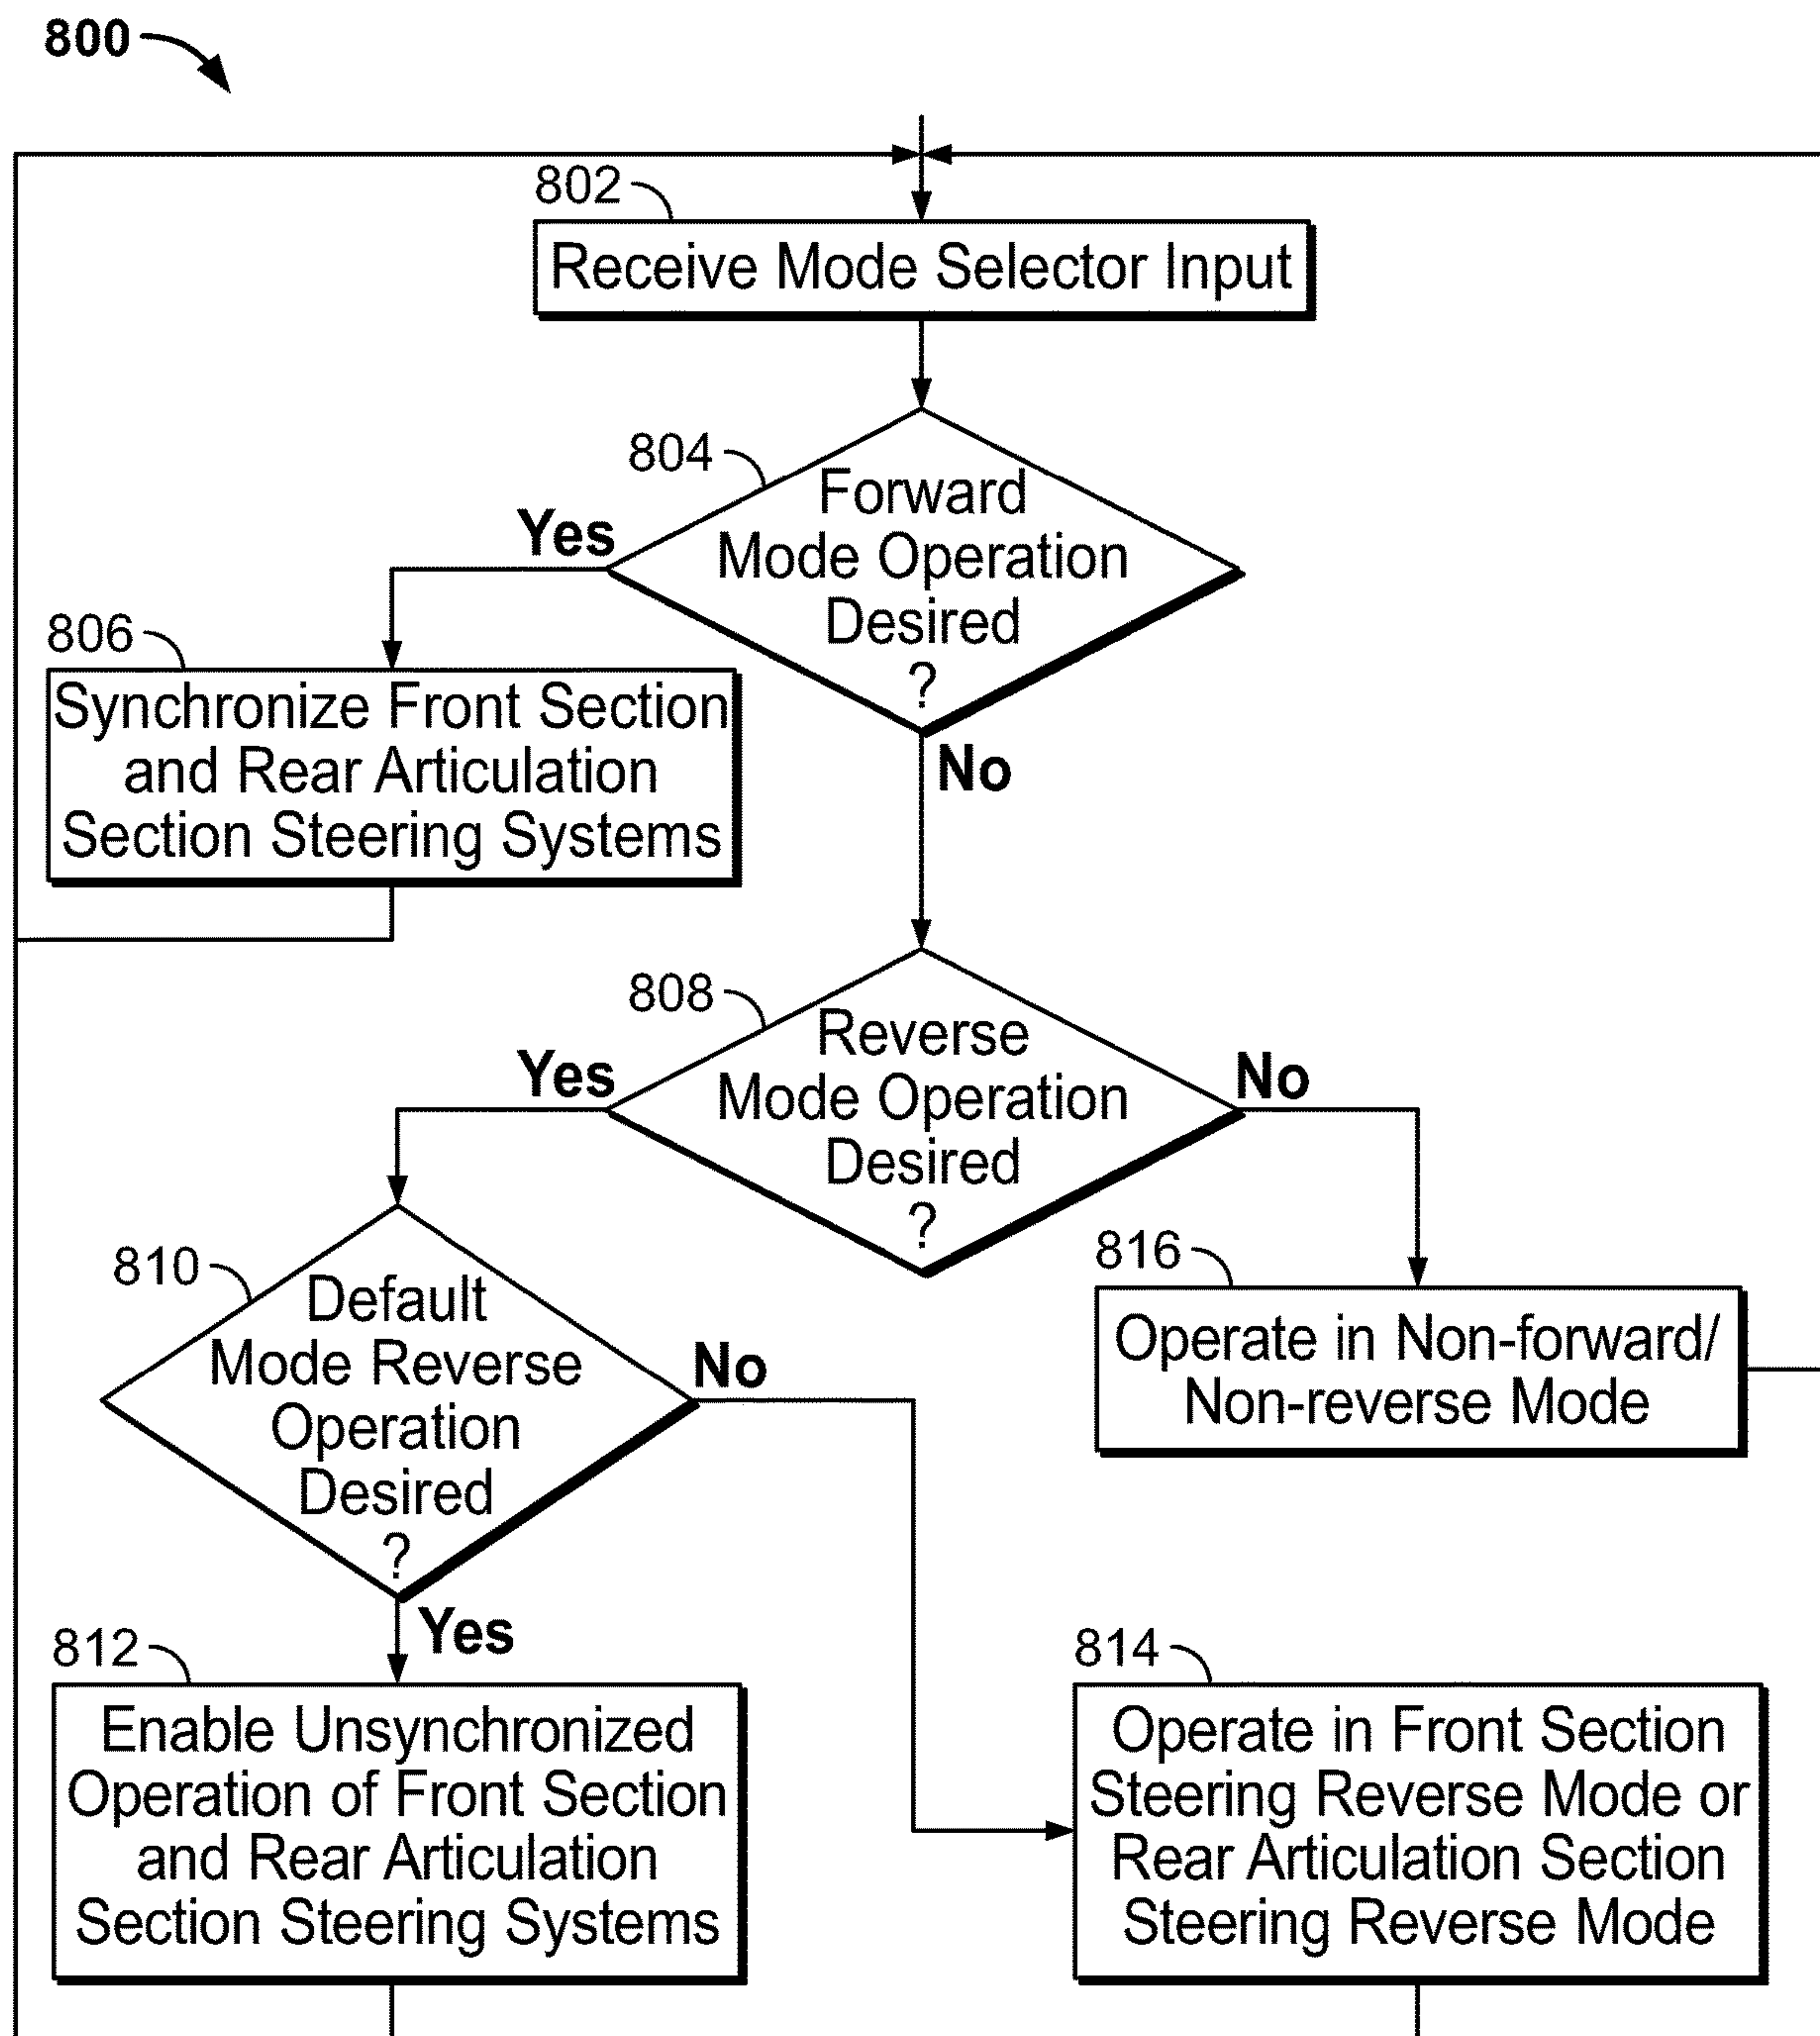 800
802
Receive Mode Selector Input
804
Forward
Mode Operation
Desired
?
Yes
No
806
Synchronize Front Section
and Rear Articulation
Section Steering Systems
808
Reverse
Mode Operation
Desired
?
Yes
No
810
Default
Mode Reverse
Operation
Desired
?
No
Yes
816
Operate in Non-forward/
Non-reverse Mode
812
Enable Unsynchronized
Operation of Front Section
and Rear Articulation
Section Steering Systems
814
Operate in Front Section
Steering Reverse Mode or
Rear Articulation Section
Steering Reverse Mode